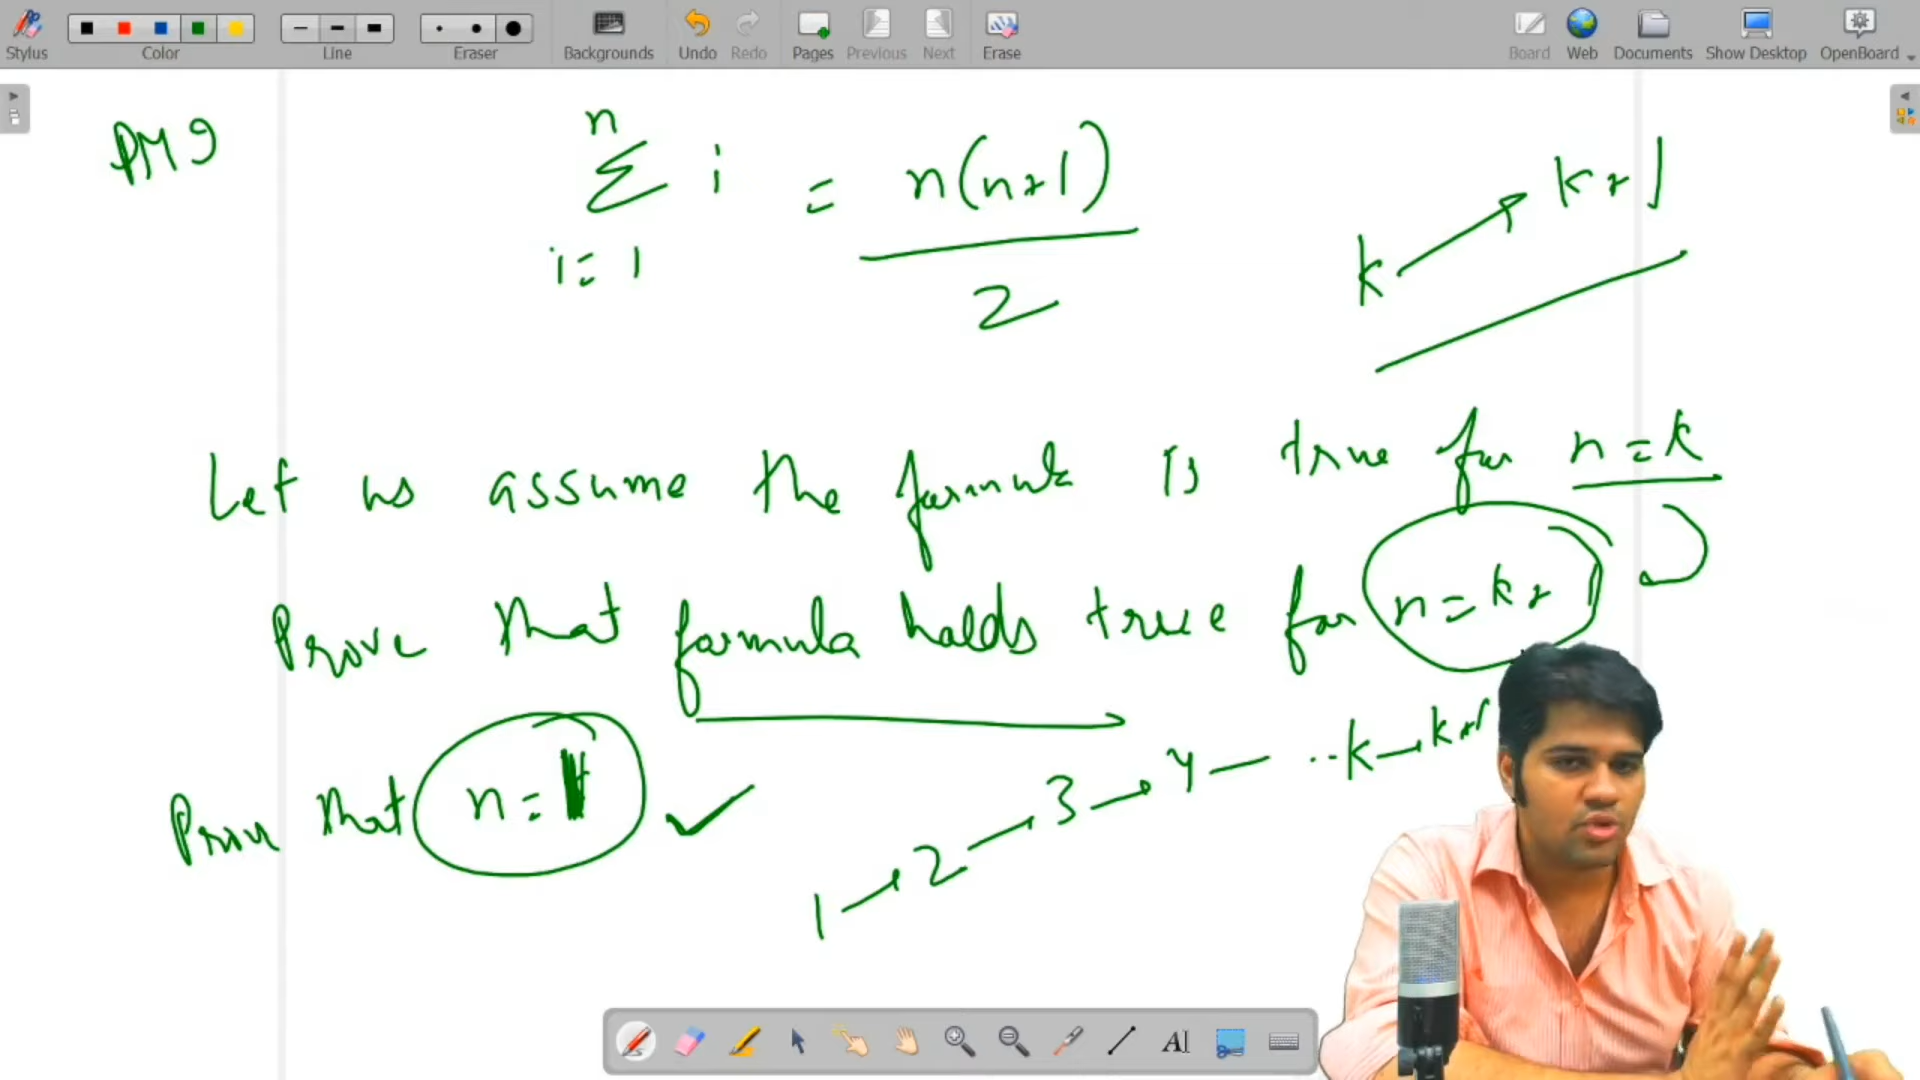 Stylus Color Line Eraser Backgrounds Undo Redo Pages Previous Next Erase Board Web Documents Show Desktop OpenBoard
n
∑ i = n(n+1)
i=1
2
k → k+1
Let us assume the formula is true for n=k
Prove that formula holds true for n=k+1
Prove that n=1 ✓
1 → 2 → 3 → 4 — ..k → k+1
AI